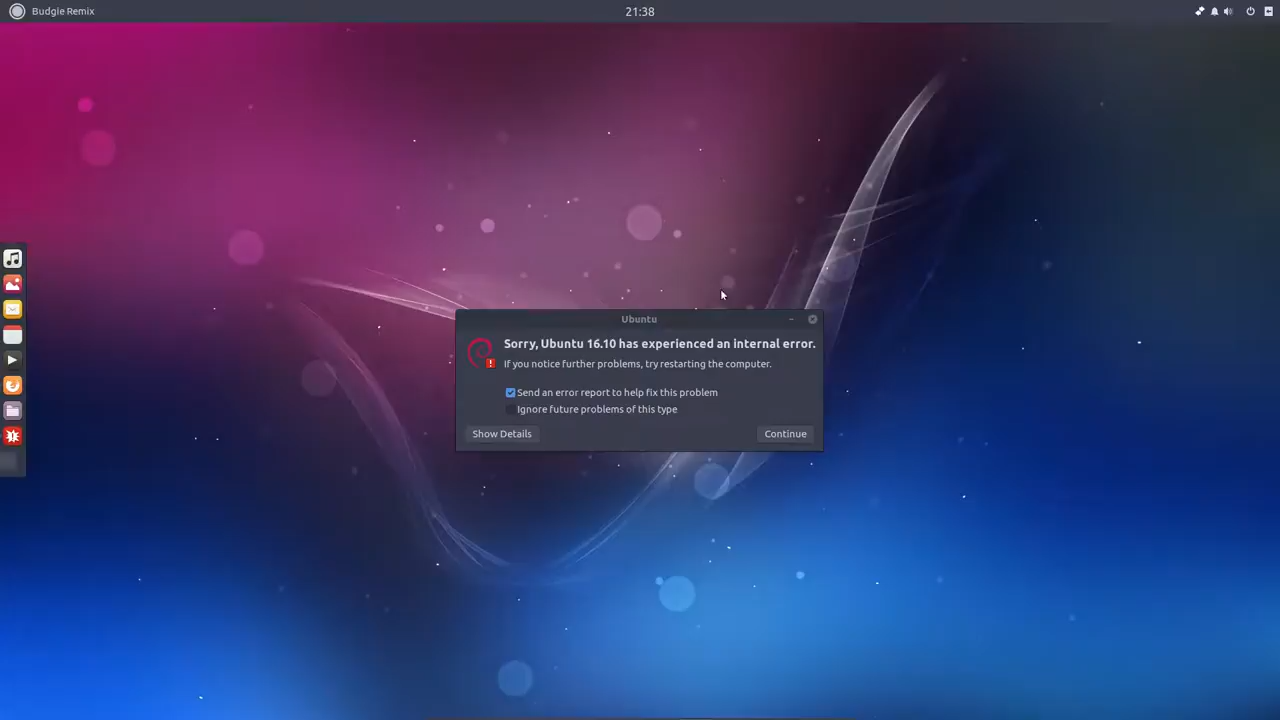 Budgie Remix
21:38
Ubuntu
Sorry, Ubuntu 16.10 has experienced an internal error.
If you notice further problems, try restarting the computer.
Send an error report to help fix this problem
Ignore future problems of this type
Show Details
Continue